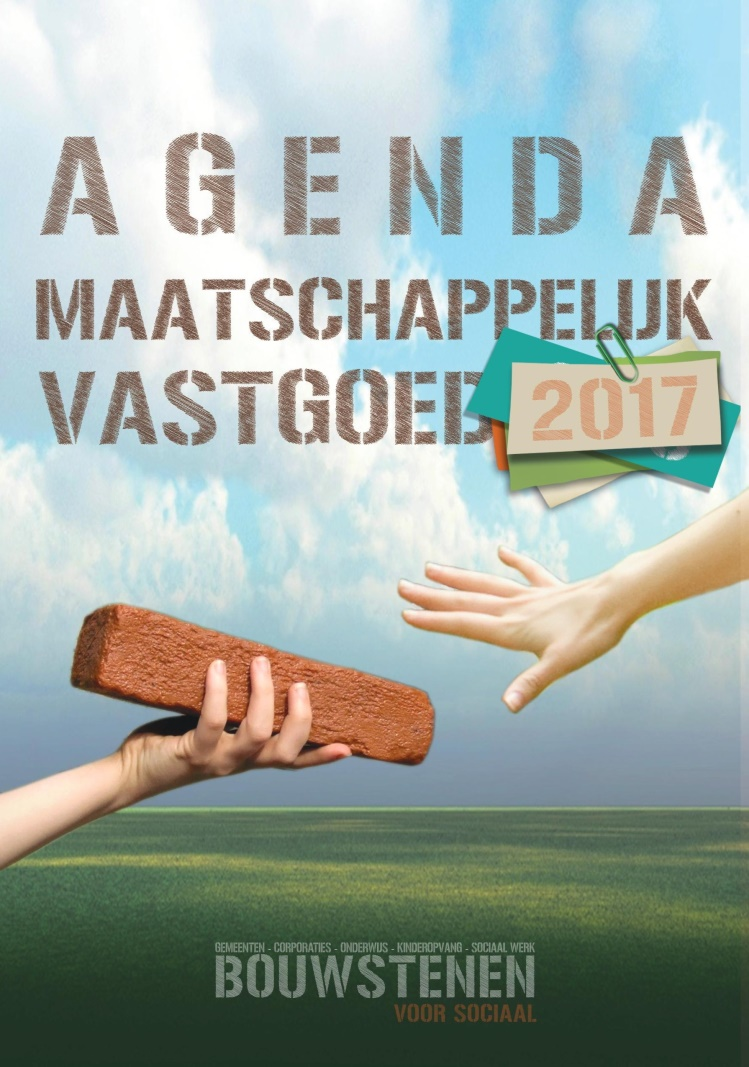 AGENDA
MAATSCHAPPELIJK
VASTGOED 2017
GEMEENTEN - CORPORATIES - ONDERWIJS - KINDEROPVANG - SOCIAAL WERK
BOUWSTENEN
VOOR SOCIAAL